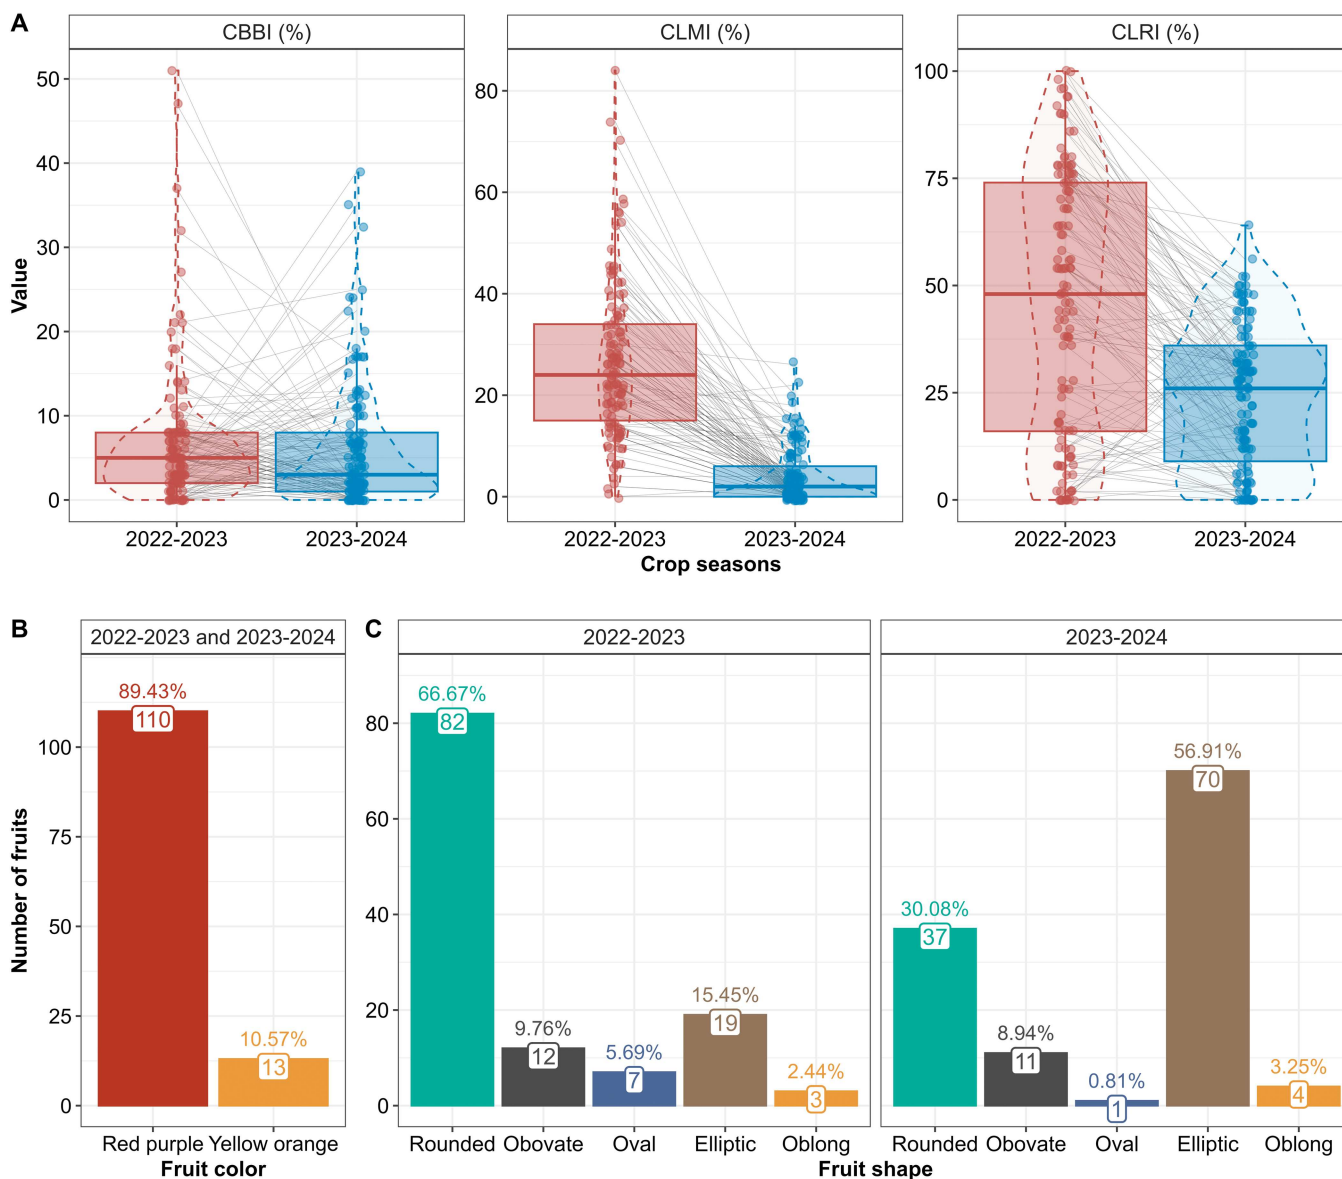 A
CBBI (%)
CLMI (%)
CLRI (%)
Value
50
40
30
20
10
0
80
60
40
20
0
100
75
50
25
0
2022-2023
2023-2024
2022-2023
2023-2024
2022-2023
2023-2024
Crop seasons
B
2022-2023 and 2023-2024
Number of fruits
100
75
50
25
0
89.43%
110
10.57%
13
Red purple
Yellow orange
Fruit color
C
2022-2023
2023-2024
80
60
40
20
0
66.67%
82
9.76%
12
5.69%
7
15.45%
19
2.44%
3
30.08%
37
8.94%
11
0.81%
1
56.91%
70
3.25%
4
Rounded
Obovate
Oval
Elliptic
Oblong
Rounded
Obovate
Oval
Elliptic
Oblong
Fruit shape